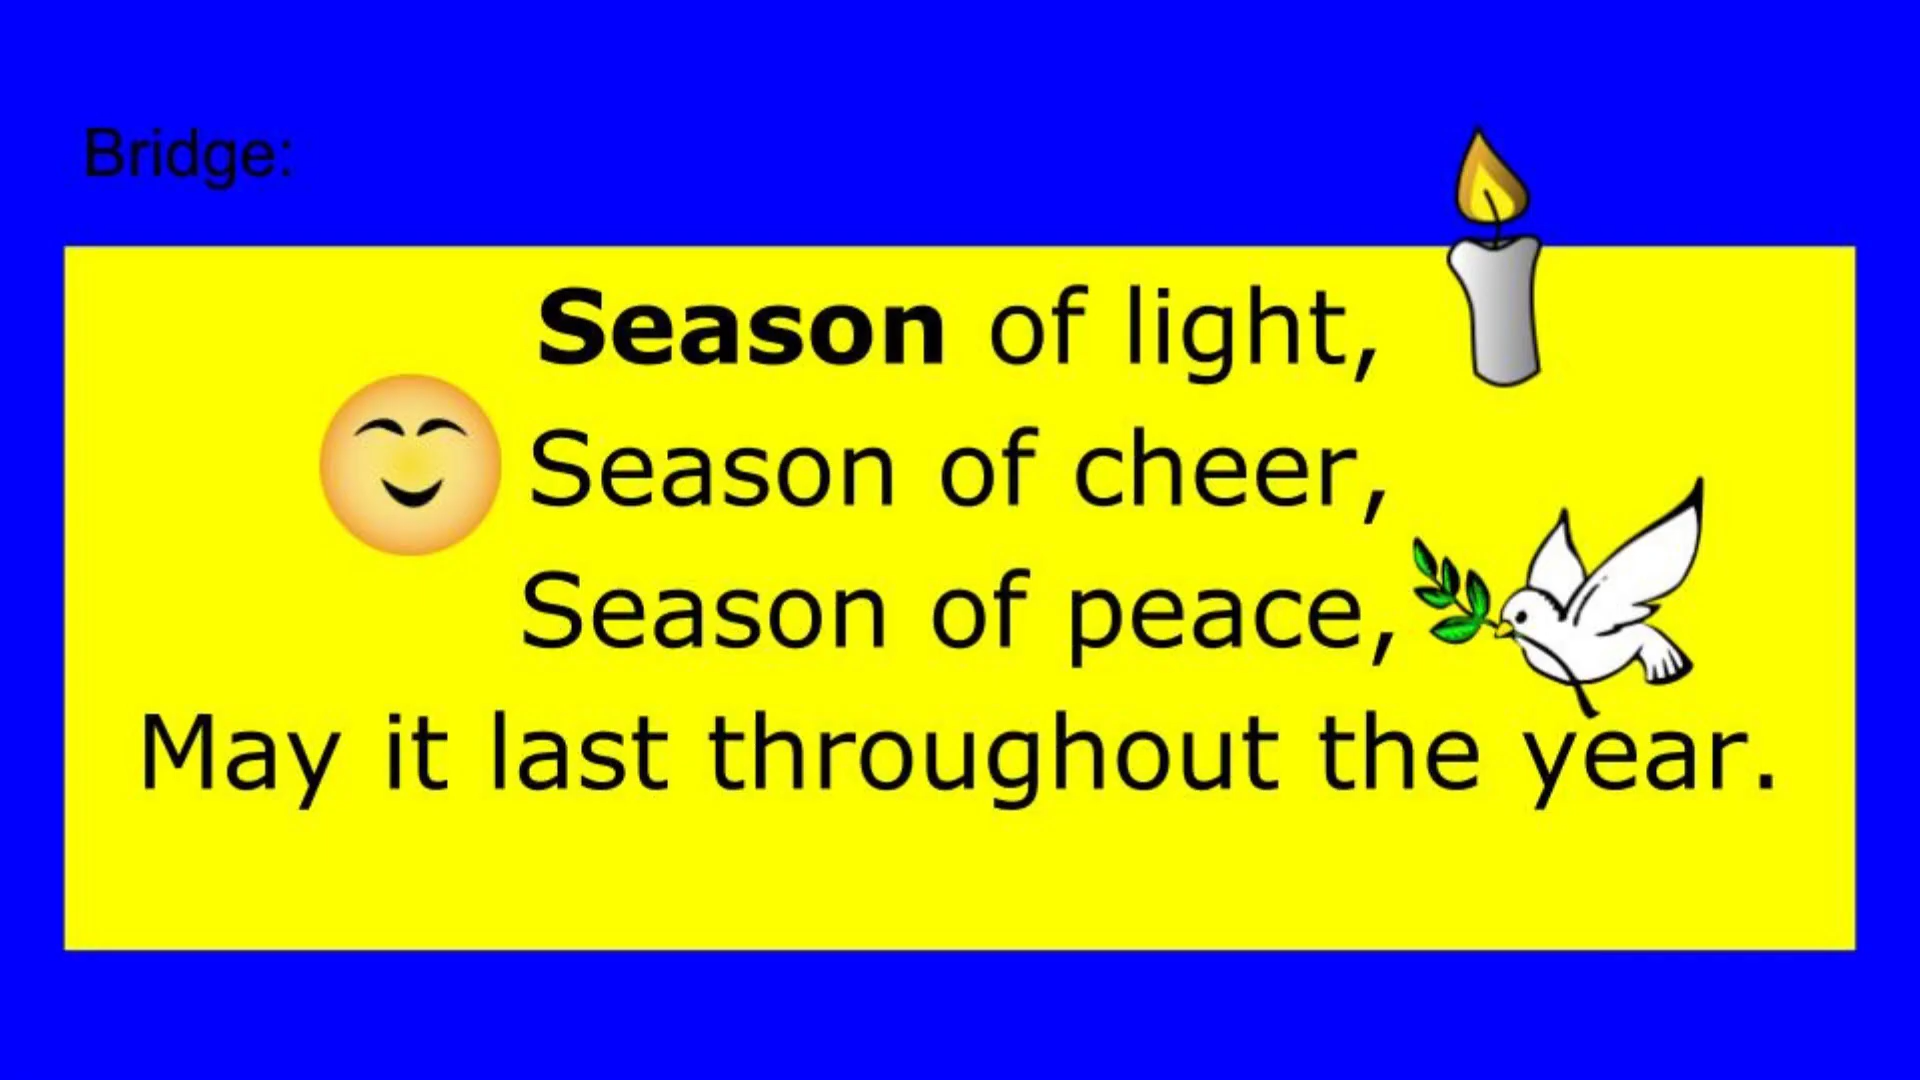 Bridge:
Season of light,
Season of cheer,
Season of peace,
May it last throughout the year.